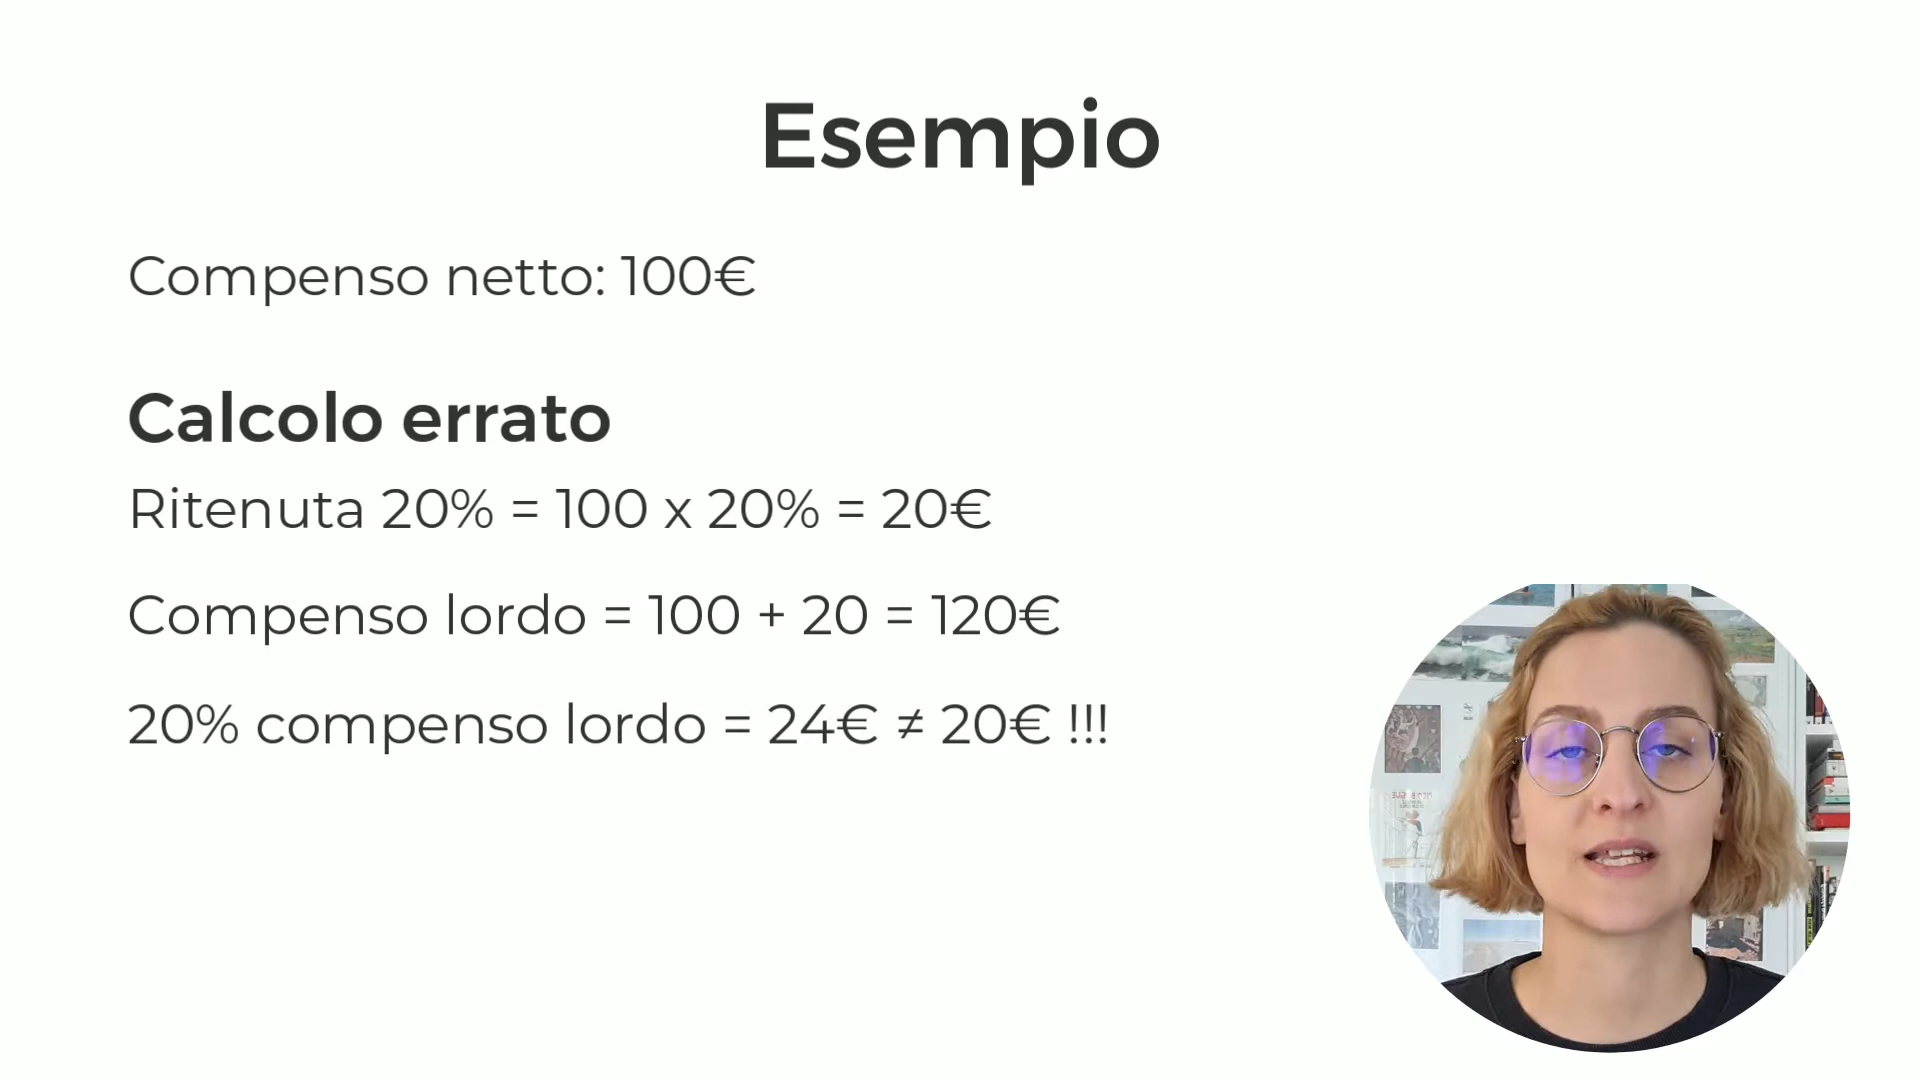 Esempio
Compenso netto: 100€
Calcolo errato
Ritenuta 20% = 100 x 20% = 20€
Compenso lordo = 100 + 20 = 120€
20% compenso lordo = 24€ ≠ 20€ !!!